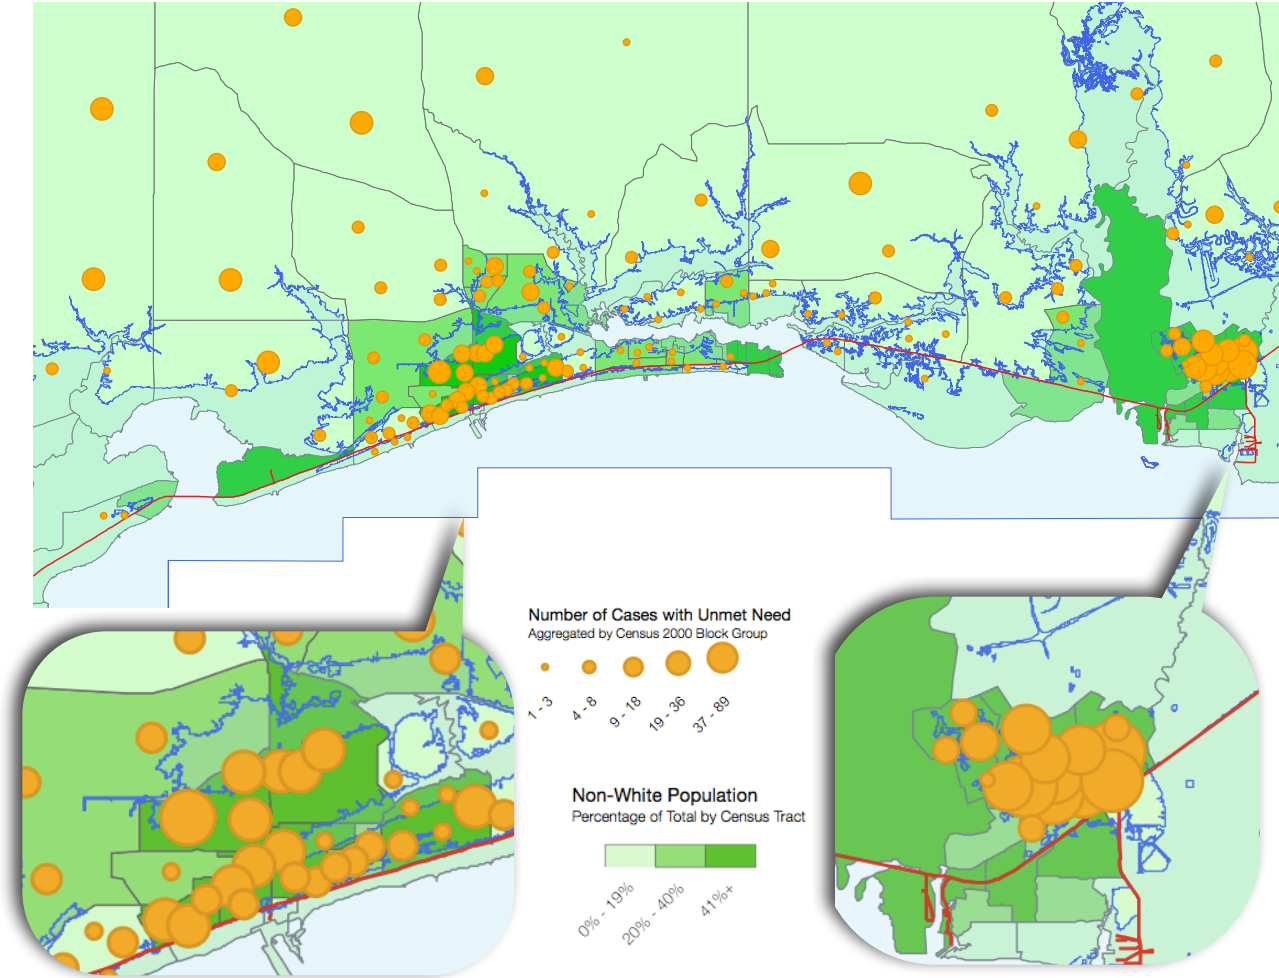 Number of Cases with Unmet Need
Aggregated by Census 2000 Block Group
1 - 3
4 - 8
9 - 18
19 - 36
37 - 89
Non-White Population
Percentage of Total by Census Tract
0% - 19%
20% - 40%
41%+